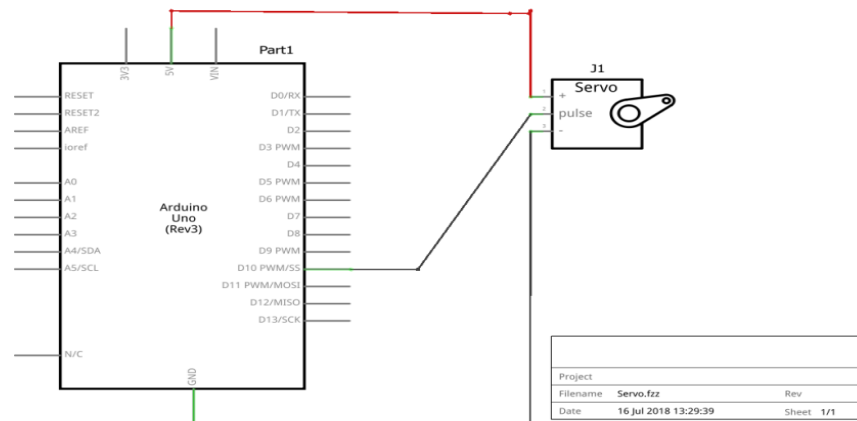 Part1
3V3
5V
VIN
RESET
RESET2
AREF
ioref
A0
A1
A2
A3
A4/SDA
A5/SCL
N/C
Arduino
Uno
(Rev3)
D0/RX
D1/TX
D2
D3 PWM
D4
D5 PWM
D6 PWM
D7
D8
D9 PWM
D10 PWM/SS
D11 PWM/MOSI
D12/MISO
D13/SCK
GND
J1
Servo
1
+
2
pulse
3
-
Project
Filename Servo.fzz Rev
Date 16 Jul 2018 13:29:39 Sheet 1/1